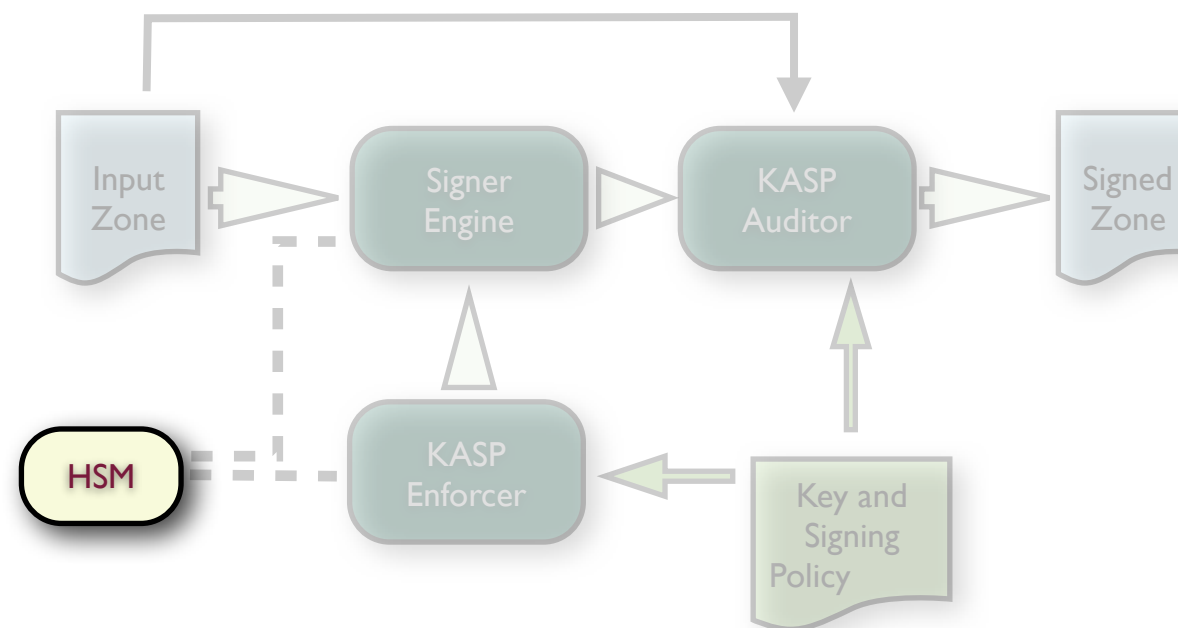 Input
Zone
Signer
Engine
KASP
Auditor
Signed
Zone
HSM
KASP
Enforcer
Key and
Signing
Policy